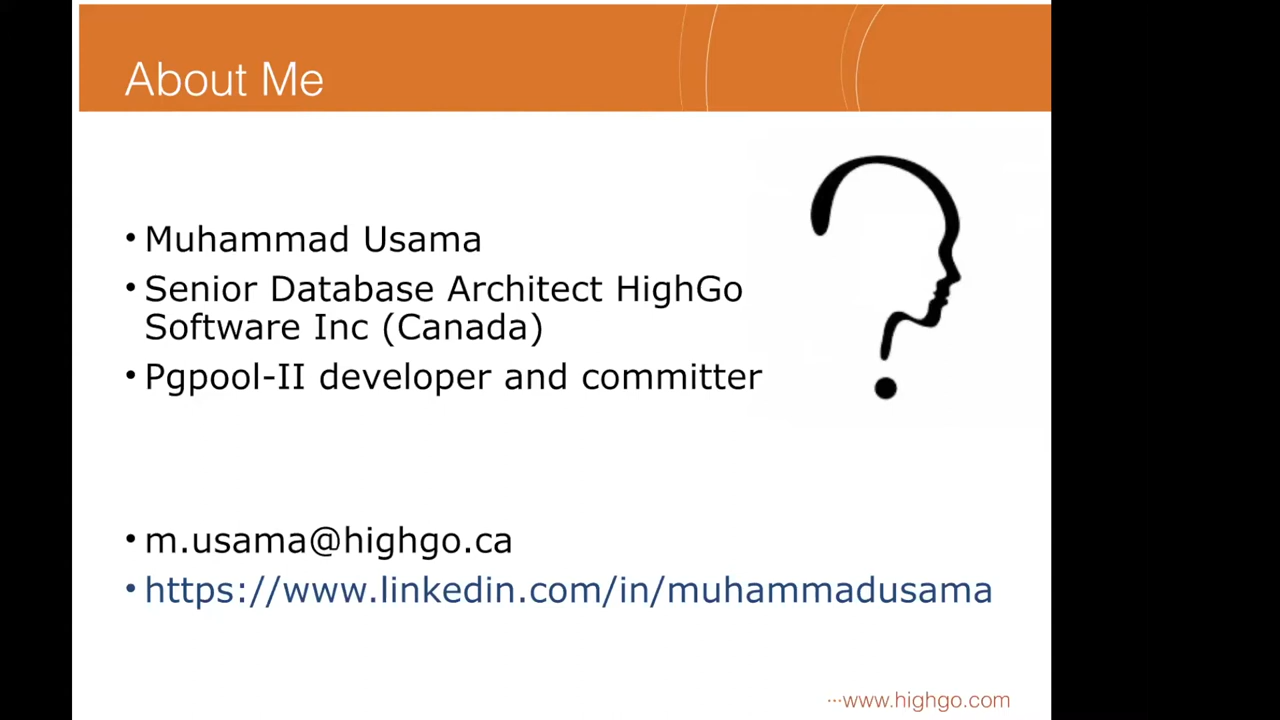 About Me
• Muhammad Usama
• Senior Database Architect HighGo
Software Inc (Canada)
• Pgpool-II developer and committer
• m.usama@highgo.ca
• https://www.linkedin.com/in/muhammadusama
···www.highgo.com